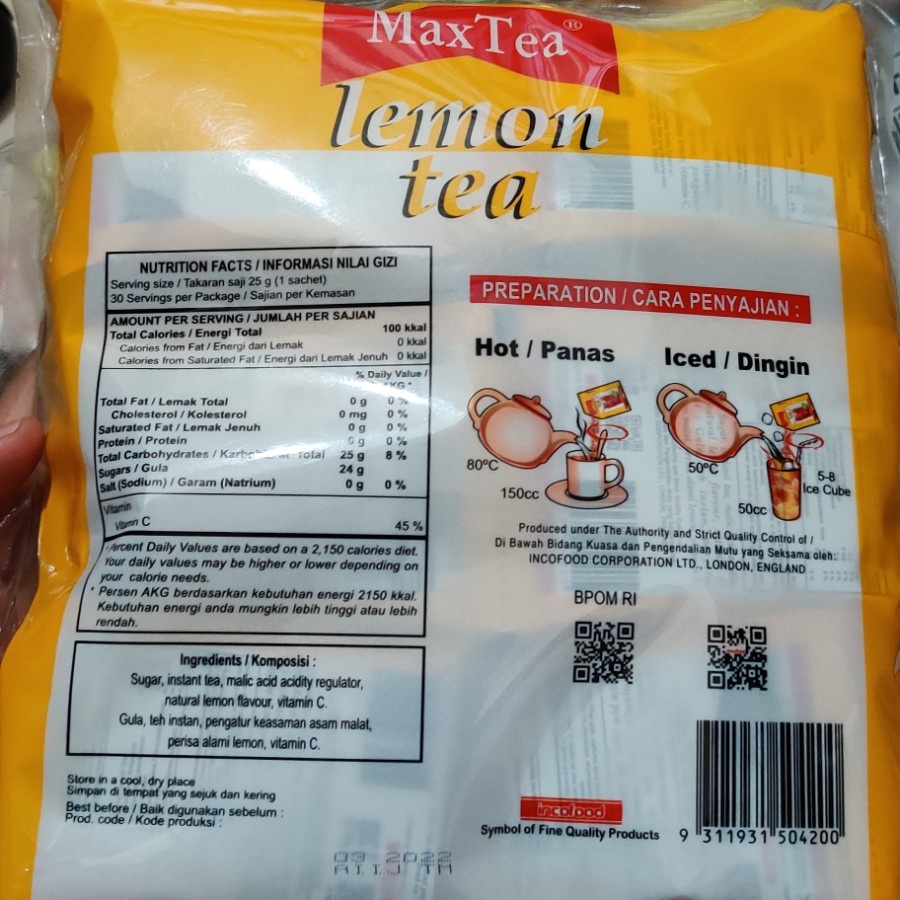 MaxTea®
lemon
tea
NUTRITION FACTS / INFORMASI NILAI GIZI
Serving size / Takaran saji 25 g (1 sachet)
30 Servings per Package / Sajian per Kemasan
AMOUNT PER SERVING / JUMLAH PER SAJIAN
Total Calories / Energi Total 100 kkal
Calories from Fat / Energi dari Lemak 0 kkal
Calories from Saturated Fat / Energi dari Lemak Jenuh 0 kkal
% Daily Value /
Total Fat / Lemak Total 0 g 0 %
Cholesterol / Kolesterol 0 mg 0 %
Saturated Fat / Lemak Jenuh 0 g 0 %
Protein / Protein g 0 %
Total Carbohydrates / Total 25 g 8 %
Sugars / Gula 24 g
Salt (Sodium) / Garam (Natrium) 0 g 0 %
Vitamin
Vitamin C 45 %
Percent Daily Values are based on a 2,150 calories diet.
Your daily values may be higher or lower depending on
your calorie needs.
* Persen AKG berdasarkan kebutuhan energi 2150 kkal.
Kebutuhan energi anda mungkin lebih tinggi atau lebih
rendah.
Ingredients / Komposisi :
Sugar, instant tea, malic acid acidity regulator,
natural lemon flavour, vitamin C.
Gula, teh instan, pengatur keasaman asam malat,
perisa alami lemon, vitamin C.
Store in a cool, dry place
Simpan di tempat yang sejuk dan kering
Best before / Baik digunakan sebelum :
Prod. code / Kode produksi :
09 2022
PREPARATION / CARA PENYAJIAN :
Hot / Panas
Iced / Dingin
80ºC
150cc
50ºC
50cc
5-8
Ice Cube
Produced under The Authority and Strict Quality Control of /
Di Bawah Bidang Kuasa dan Pengendalian Mutu yang Seksama oleh:
INCOFOOD CORPORATION LTD., LONDON, ENGLAND
BPOM RI
incofood
Symbol of Fine Quality Products
9 311931 504200